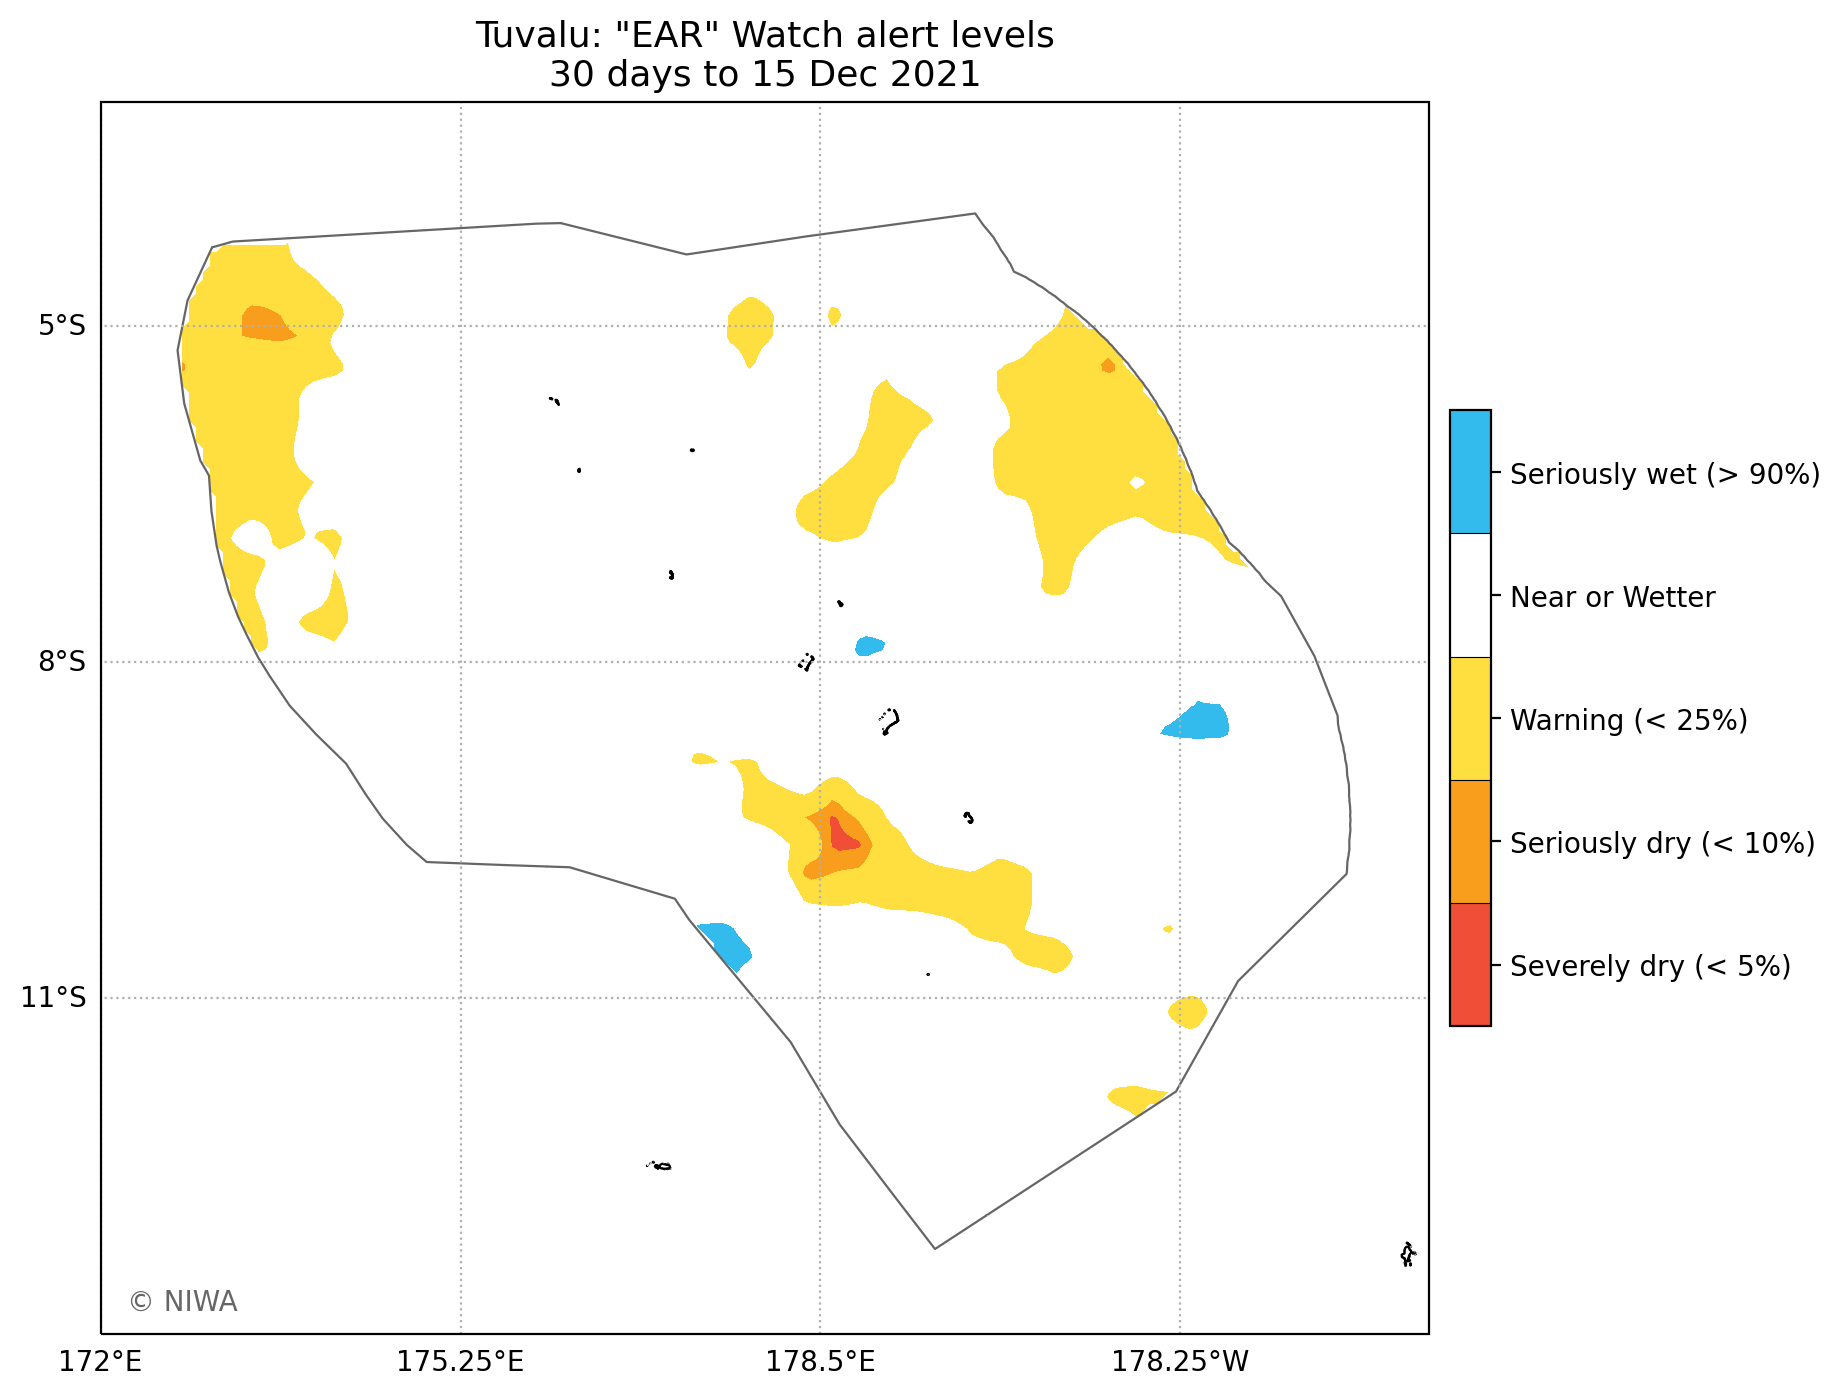 Tuvalu: "EAR" Watch alert levels
30 days to 15 Dec 2021
5°S
8°S
11°S
172°E
175.25°E
178.5°E
178.25°W
© NIWA
Seriously wet (> 90%)
Near or Wetter
Warning (< 25%)
Seriously dry (< 10%)
Severely dry (< 5%)